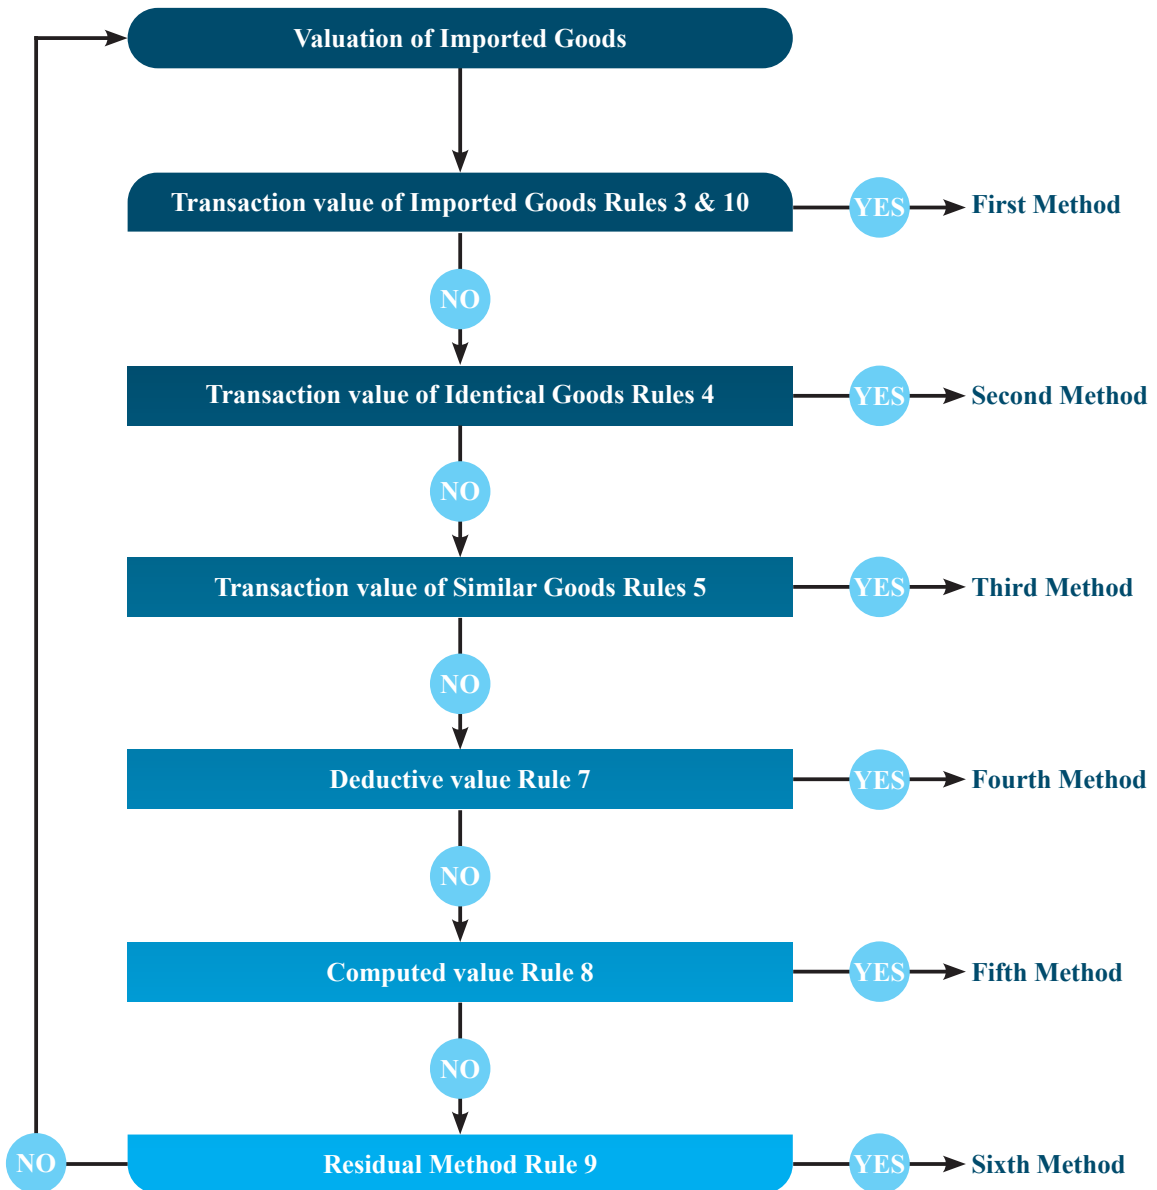 Valuation of Imported Goods
Transaction value of Imported Goods Rules 3 & 10
YES
First Method
NO
Transaction value of Identical Goods Rules 4
YES
Second Method
NO
Transaction value of Similar Goods Rules 5
YES
Third Method
NO
Deductive value Rule 7
YES
Fourth Method
NO
Computed value Rule 8
YES
Fifth Method
NO
NO
Residual Method Rule 9
YES
Sixth Method